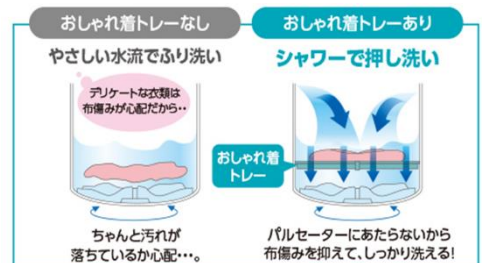 おしゃれ着トレーなし
やさしい水流でふり洗い
デリケートな衣類は
布傷みが心配だから・・
ちゃんと汚れが
落ちているか心配・・・。
おしゃれ着トレーあり
シャワーで押し洗い
おしゃれ着
トレー
パルセーターにあたらないから
布傷みを抑えて、しっかり洗える!